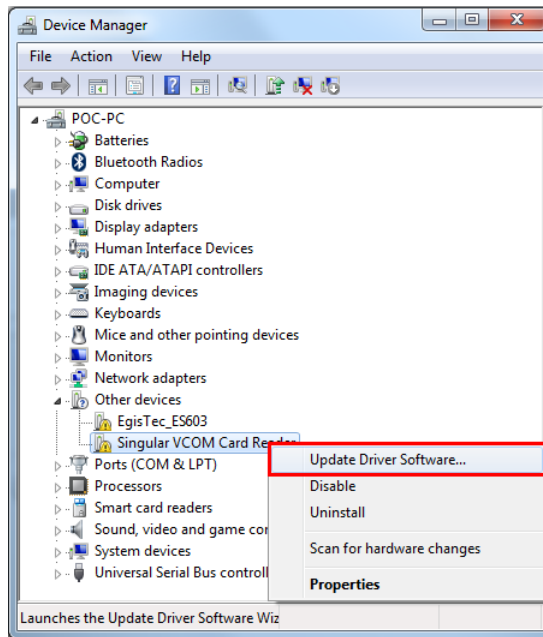 Device Manager
File Action View Help
POC-PC
Batteries
Bluetooth Radios
Computer
Disk drives
Display adapters
Human Interface Devices
IDE ATA/ATAPI controllers
Imaging devices
Keyboards
Mice and other pointing devices
Monitors
Network adapters
Other devices
EgisTec_ES603
Singular VCOM Card Reader
Update Driver Software...
Ports (COM & LPT)
Disable
Processors
Uninstall
Smart card readers
Sound, video and game cor
Scan for hardware changes
System devices
Universal Serial Bus controll
Properties
Launches the Update Driver Software Wiz